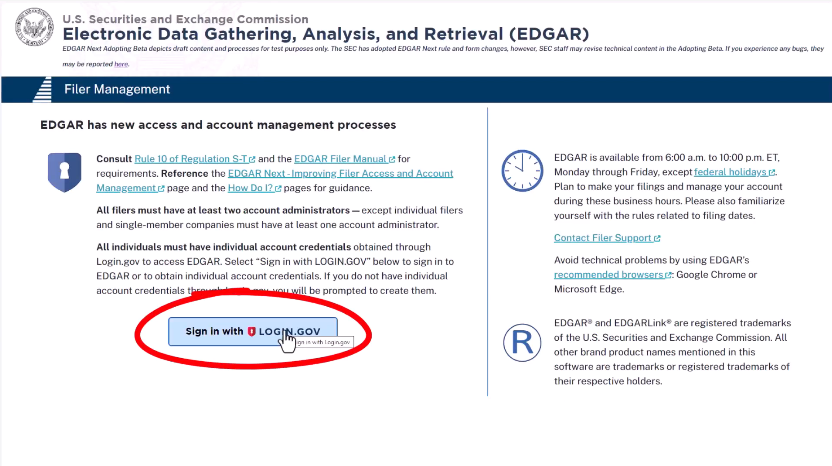 U.S. Securities and Exchange Commission
Electronic Data Gathering, Analysis, and Retrieval (EDGAR)
EDGAR Next Adopting Beta depicts draft content and processes for test purposes only. The SEC has adopted EDGAR Next rule and form changes, however, SEC staff may revise technical content in the Adopting Beta. If you experience any bugs, they
may be reported here.
Filer Management
EDGAR has new access and account management processes
Consult Rule 10 of Regulation S-T and the EDGAR Filer Manual for
requirements. Reference the EDGAR Next - Improving Filer Access and Account
Management page and the How Do I? pages for guidance.
All filers must have at least two account administrators — except individual filers
and single-member companies must have at least one account administrator.
All individuals must have individual account credentials obtained through
Login.gov to access EDGAR. Select “Sign in with LOGIN.GOV” below to sign in to
EDGAR or to obtain individual account credentials. If you do not have individual
account credentials through you will be prompted to create them.
Sign in with LOGIN.GOV
sign in with Login.gov
EDGAR is available from 6:00 a.m. to 10:00 p.m. ET,
Monday through Friday, except federal holidays.
Plan to make your filings and manage your account
during these business hours. Please also familiarize
yourself with the rules related to filing dates.
Contact Filer Support
Avoid technical problems by using EDGAR’s
recommended browsers: Google Chrome or
Microsoft Edge.
R
EDGAR® and EDGARLink® are registered trademarks
of the U.S. Securities and Exchange Commission. All
other brand product names mentioned in this
software are trademarks or registered trademarks of
their respective holders.